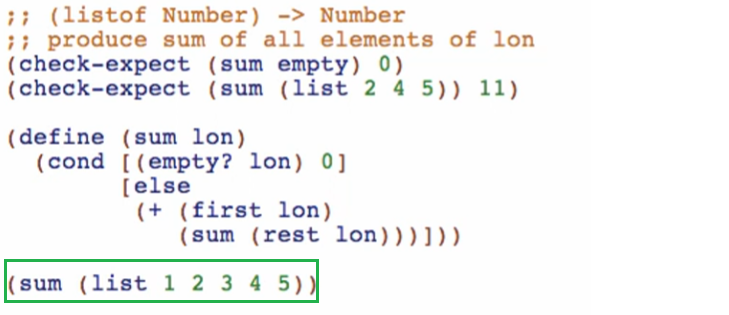 ;; (listof Number) -> Number
;; produce sum of all elements of lon
(check-expect (sum empty) 0)
(check-expect (sum (list 2 4 5)) 11)
(define (sum lon)
  (cond [(empty? lon) 0]
        [else
         (+ (first lon)
            (sum (rest lon)))]))
(sum (list 1 2 3 4 5))